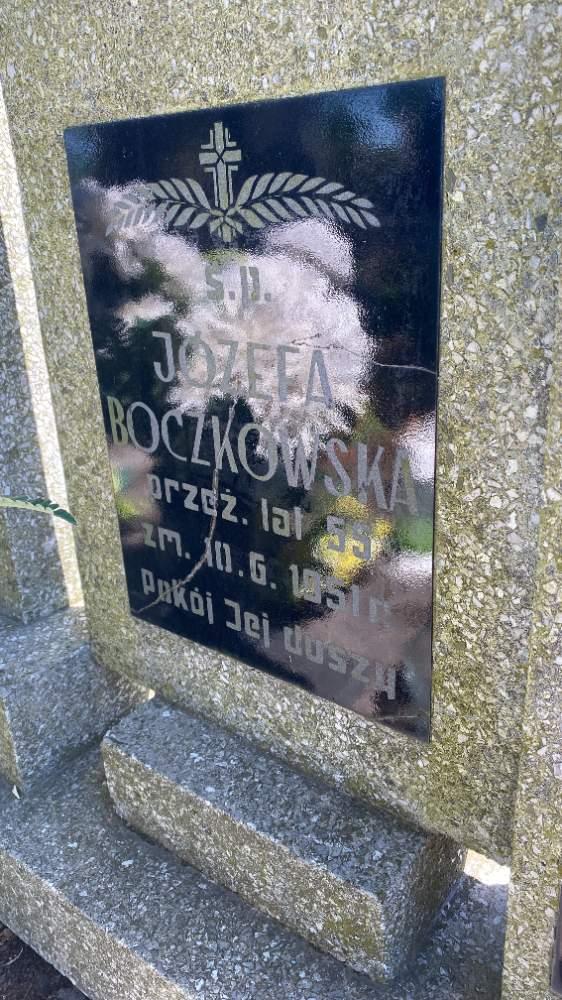 ś.p.
JÓZEFA
BOCZKOWSKA
przeż. lat 55
zm. 10.6.1951 r.
pokój Jej duszy